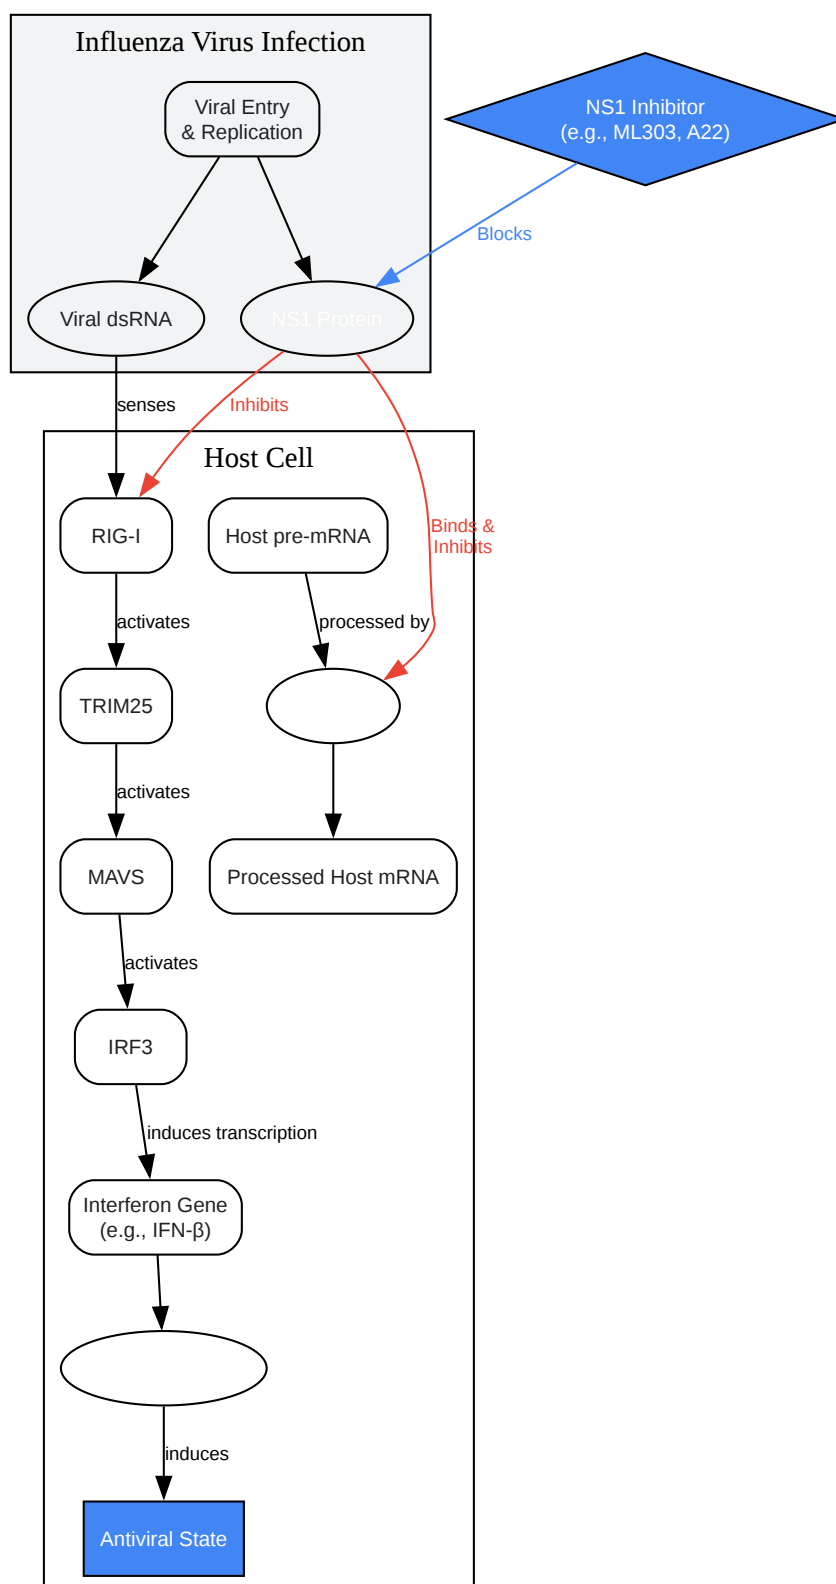 Influenza Virus Infection
Viral Entry
& Replication
NS1 Inhibitor
(e.g., ML303, A22)
Blocks
Viral dsRNA
NS1 Protein
senses
Inhibits
Host Cell
RIG-I
Host pre-mRNA
Binds &
Inhibits
activates
processed by
TRIM25
activates
MAVS
Processed Host mRNA
activates
IRF3
induces transcription
Interferon Gene
(e.g., IFN-β)
induces
Antiviral State